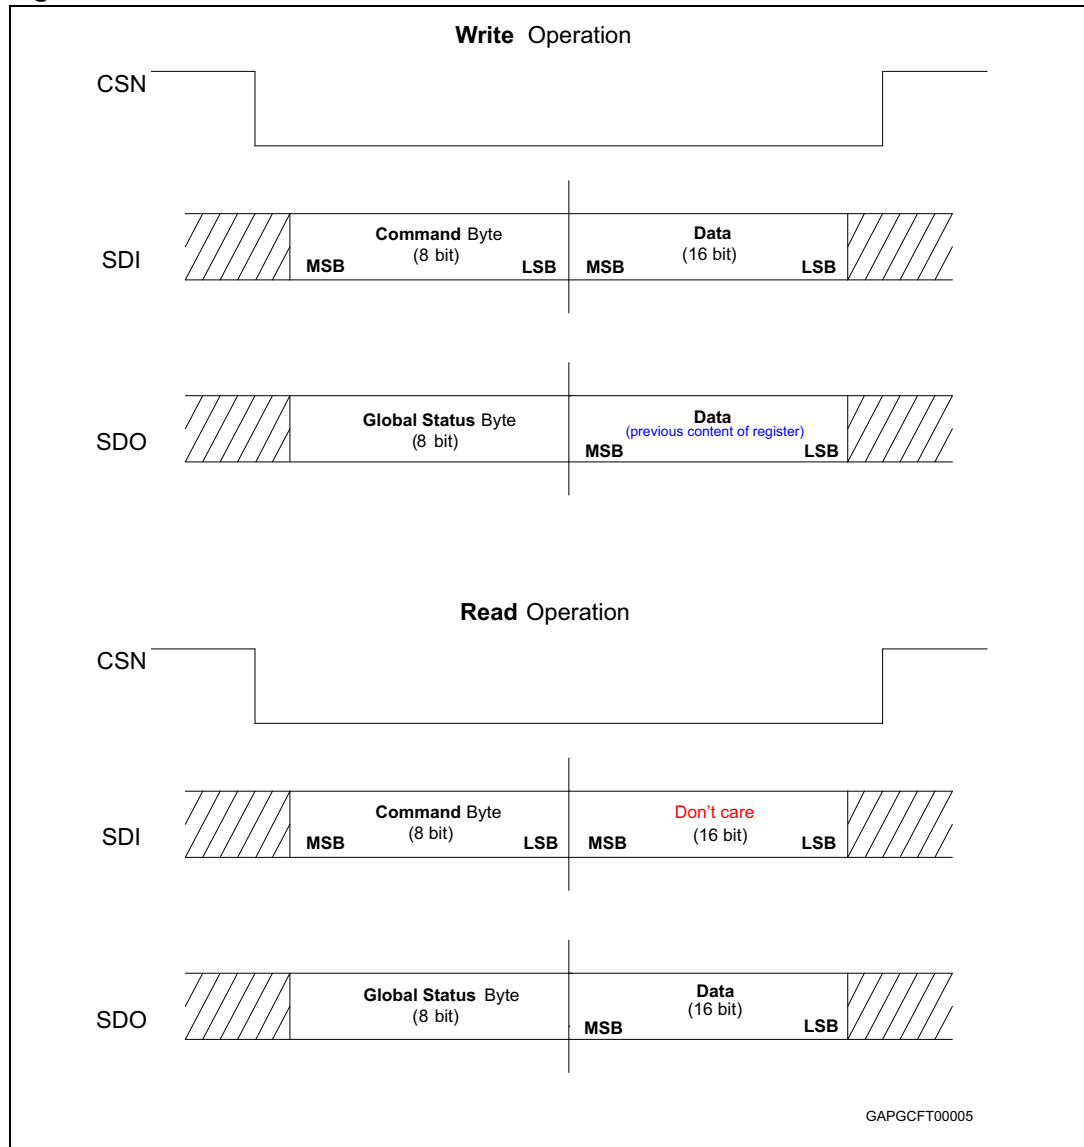 Write Operation
CSN
SDI
Command Byte
(8 bit)
MSB
LSB
Data
(16 bit)
MSB
LSB
SDO
Global Status Byte
(8 bit)
Data
(previous content of register)
MSB
LSB
Read Operation
CSN
SDI
Command Byte
(8 bit)
MSB
LSB
Don't care
(16 bit)
MSB
LSB
SDO
Global Status Byte
(8 bit)
Data
(16 bit)
MSB
LSB
GAPGCFT00005